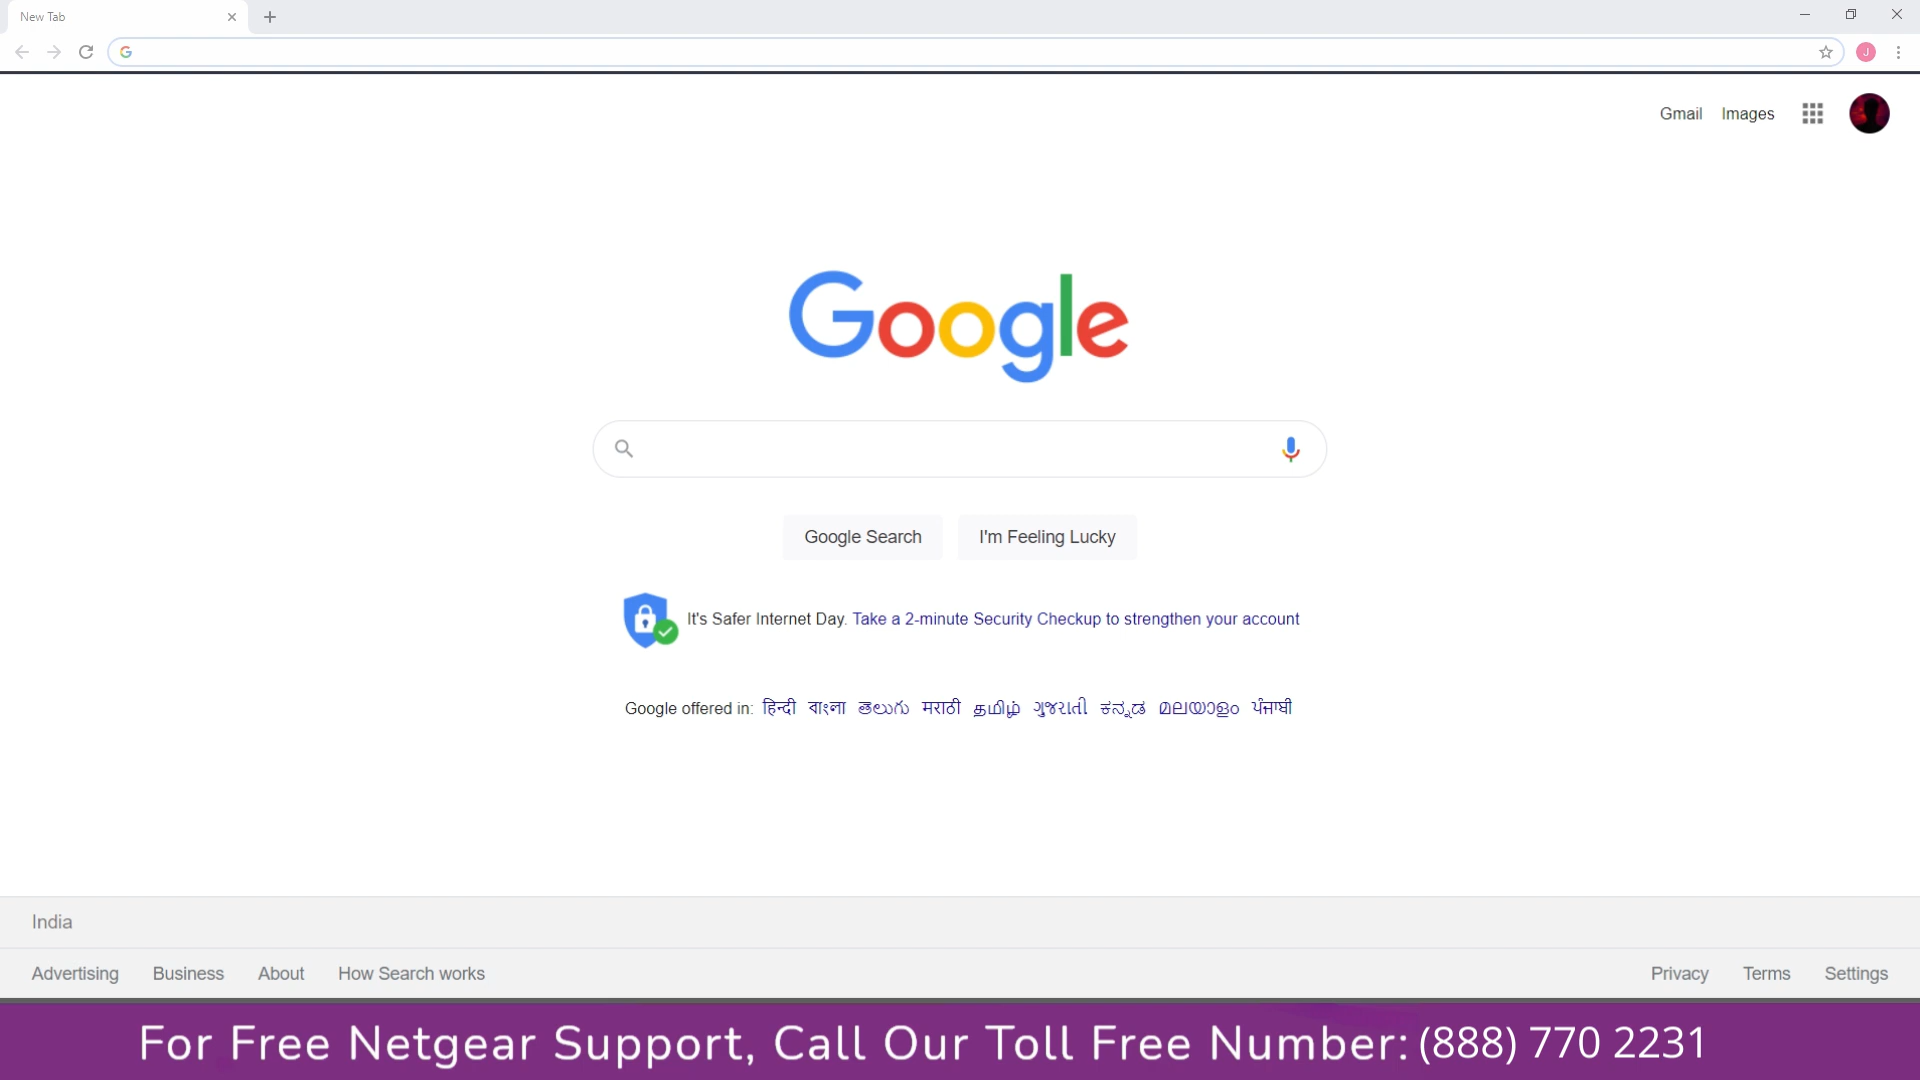 New Tab
J
Gmail Images
Google
Google Search I'm Feeling Lucky
It's Safer Internet Day. Take a 2-minute Security Checkup to strengthen your account
Google offered in: हिन्दी বাংলা తెలుగు मराठी தமிழ் ગુજરાતી ಕನ್ನಡ മലയാളം ਪੰਜਾਬੀ
India
Advertising Business About How Search works Privacy Terms Settings
For Free Netgear Support, Call Our Toll Free Number: (888) 770 2231